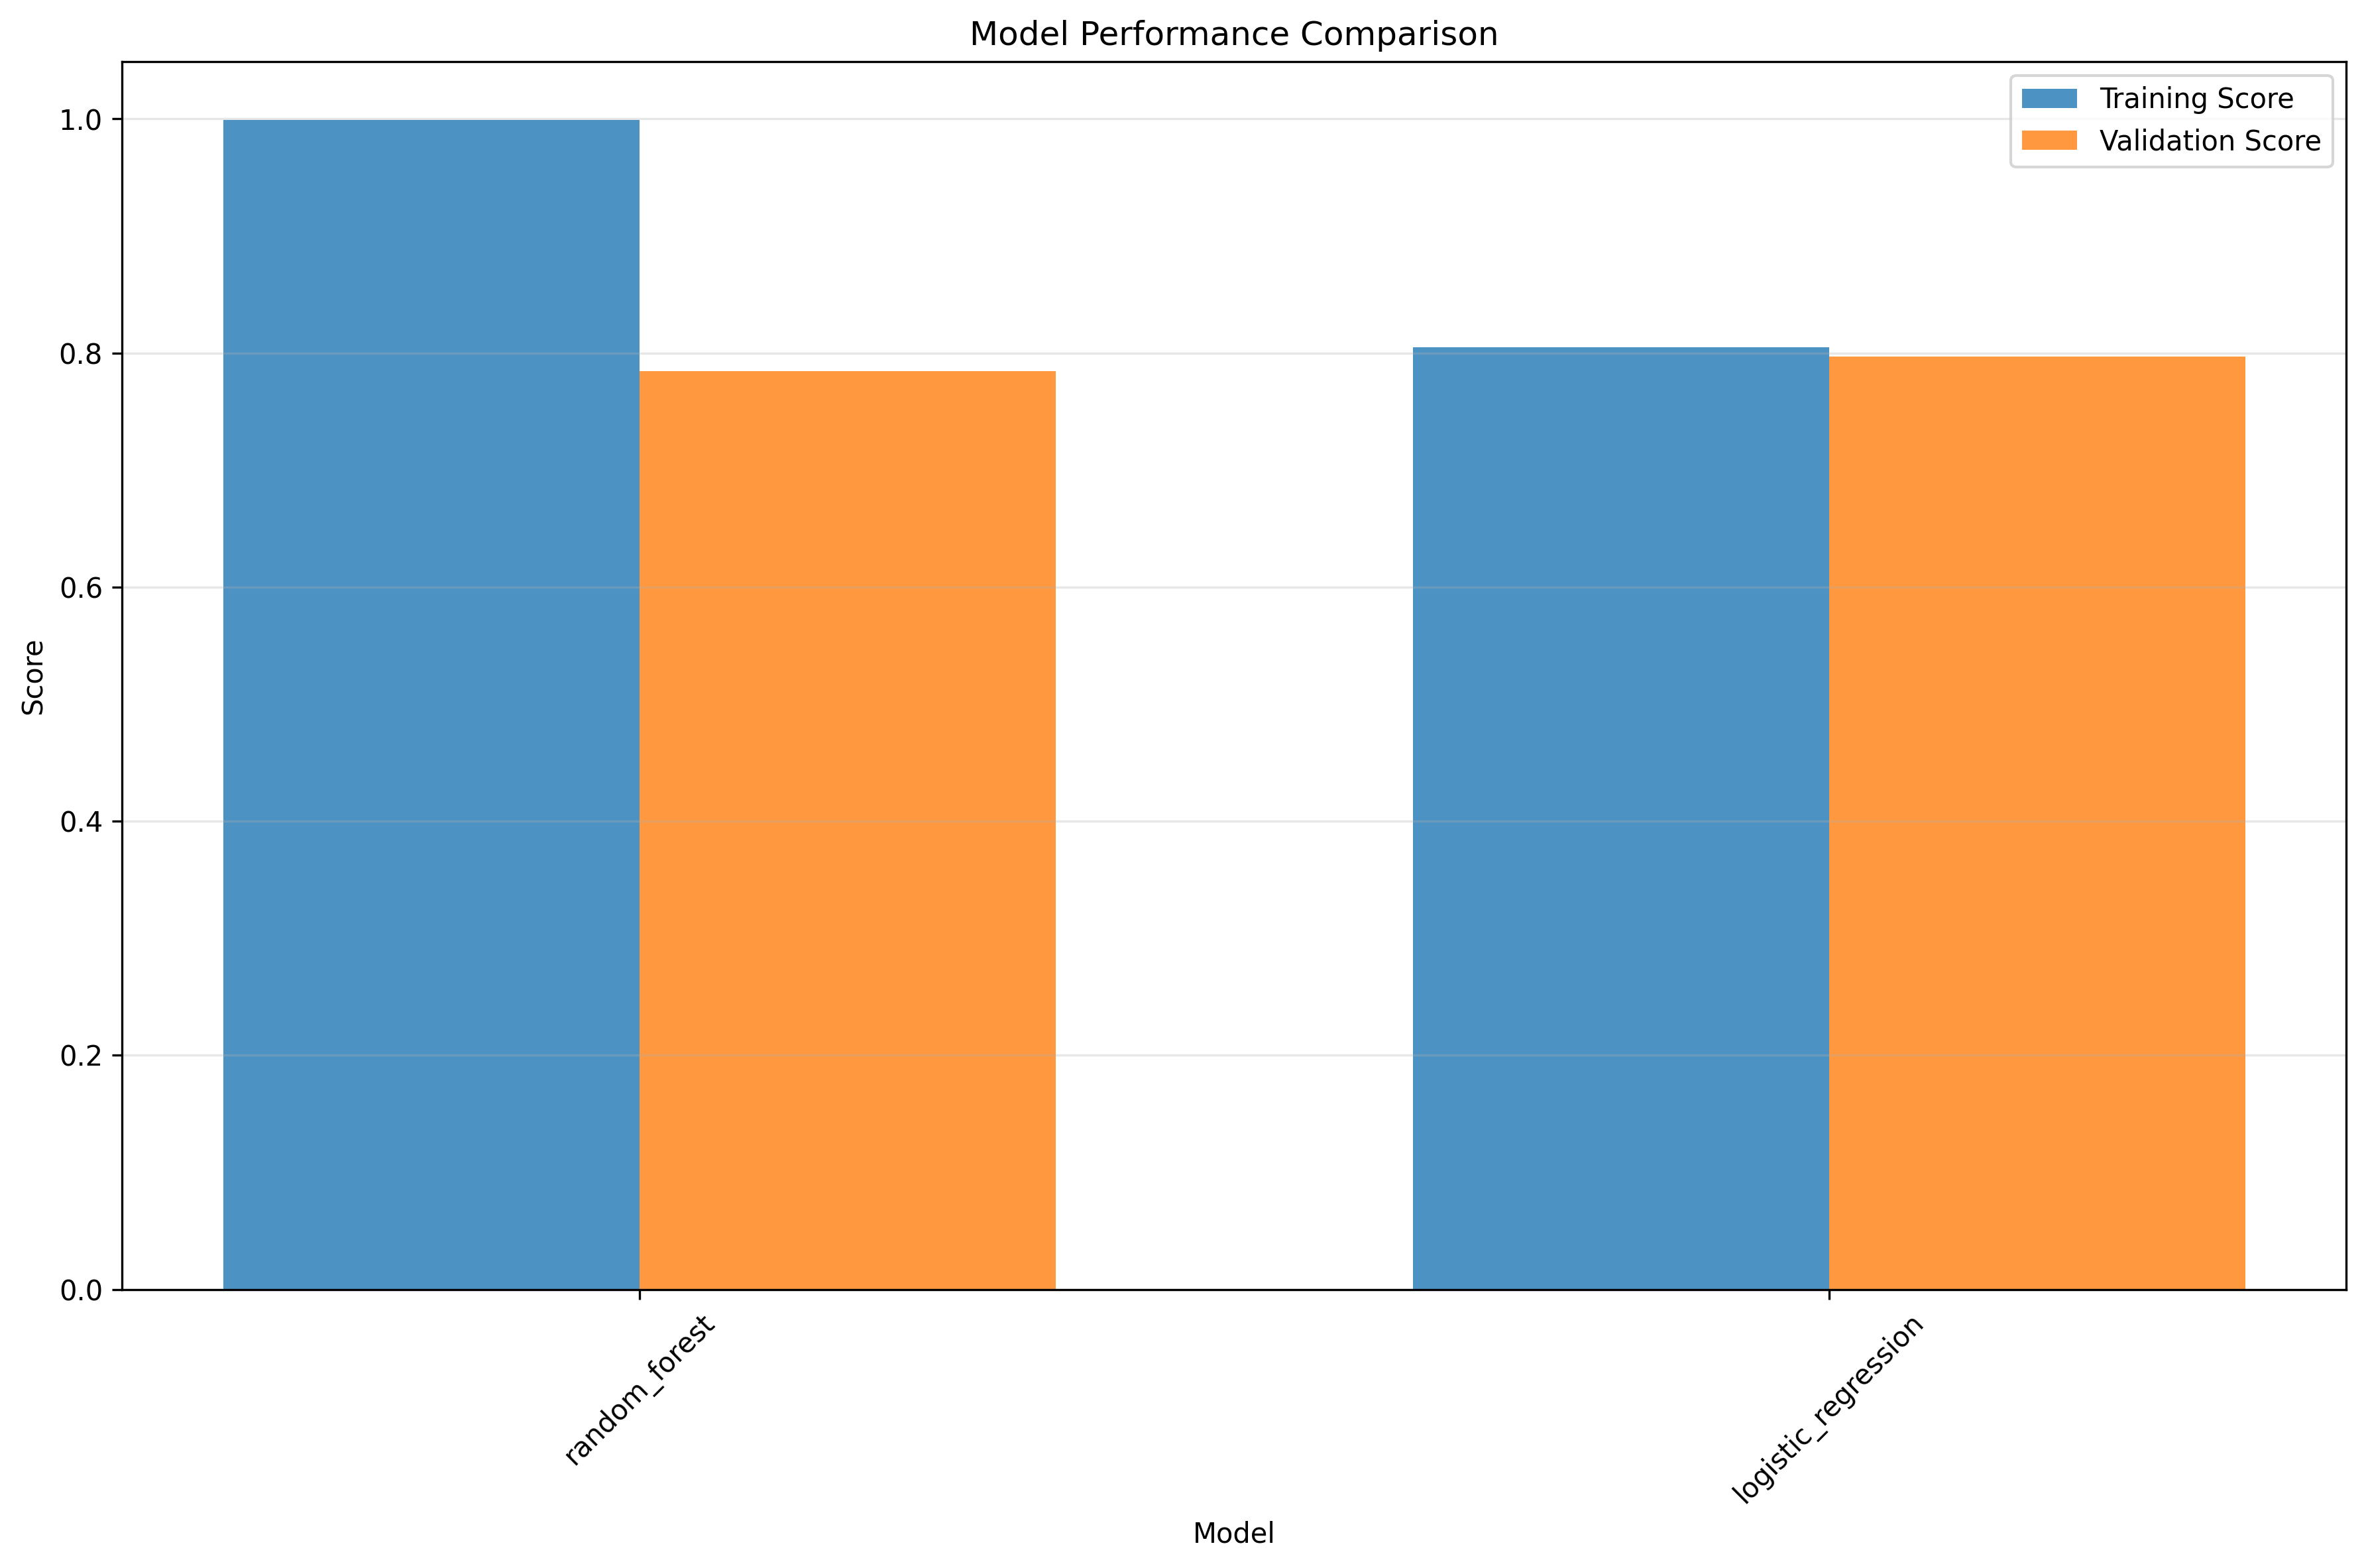 Model Performance Comparison
Training Score
Validation Score
1.0
0.8
0.6
0.4
0.2
0.0
Score
random_forest
logistic_regression
Model